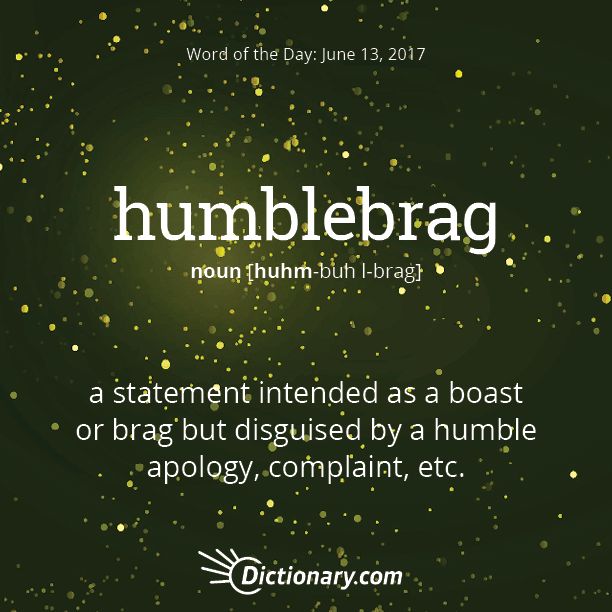 Word of the Day: June 13, 2017
humblebrag
noun [huhm-buh l-brag]
a statement intended as a boast
or brag but disguised by a humble
apology, complaint, etc.
Dictionary.com